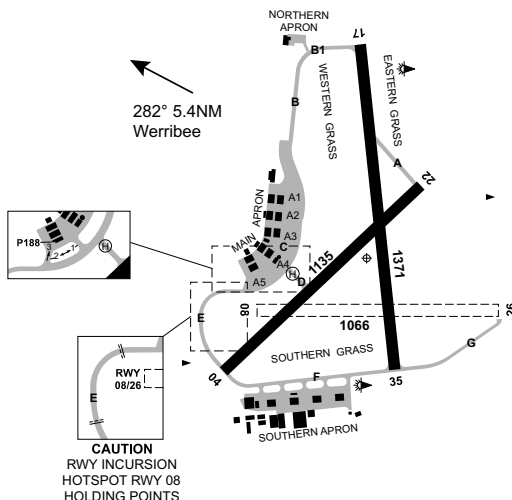 NORTHERN
APRON
17
B1
WESTERN GRASS
EASTERN GRASS
B
282° 5.4NM
Werribee
A
22
A1
A2
A3
A4
A5
MAIN
APRON
C
H
D
1135
1371
P188
3
2
1
H
E
08
26
1066
SOUTHERN GRASS
G
04
F
35
RWY
08/26
E
SOUTHERN APRON
CAUTION
RWY INCURSION
HOTSPOT RWY 08
HOLDING POINTS